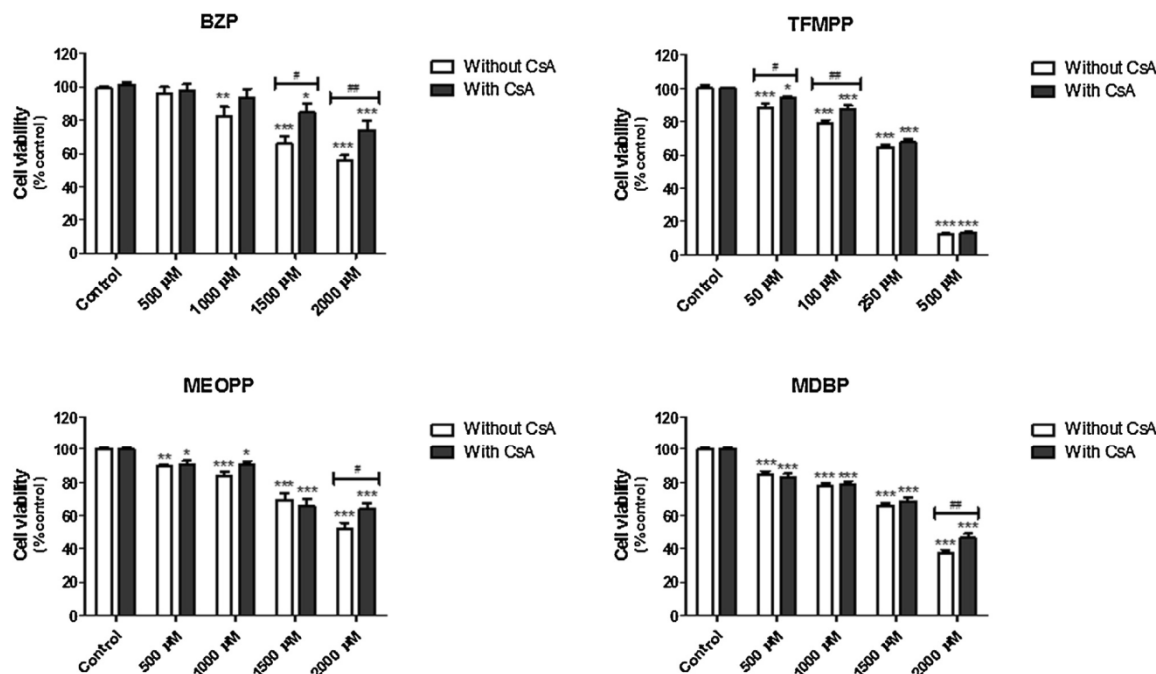 BZP
120
100
80
60
40
20
0
Cell viability
(% control)
** *** * *** ***
# ##
Control 500 µM 1000 µM 1500 µM 2000 µM
Without CsA
With CsA
TFMPP
120
100
80
60
40
20
0
Cell viability
(% control)
*** * *** *** *** *** *** ***
# ##
Control 50 µM 100 µM 250 µM 500 µM
Without CsA
With CsA
MEOPP
120
100
80
60
40
20
0
Cell viability
(% control)
** * *** * *** *** *** ***
#
Control 500 µM 1000 µM 1500 µM 2000 µM
Without CsA
With CsA
MDBP
120
100
80
60
40
20
0
Cell viability
(% control)
*** *** *** *** *** *** *** ***
##
Control 500 µM 1000 µM 1500 µM 2000 µM
Without CsA
With CsA